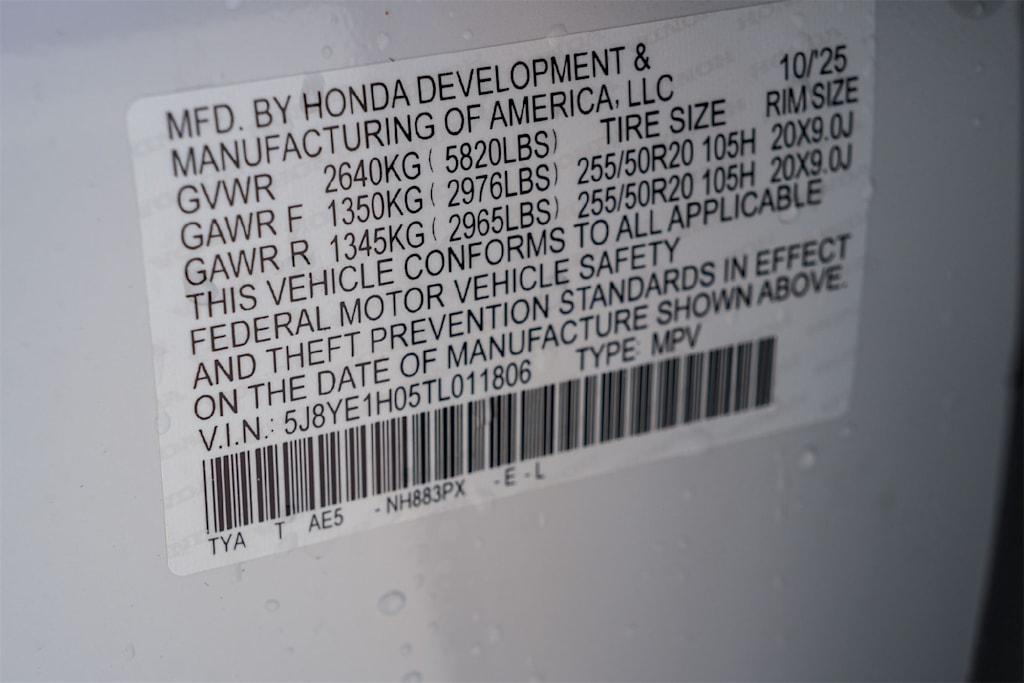 MFD. BY HONDA DEVELOPMENT & 10/'25
MANUFACTURING OF AMERICA, LLC
GVWR 2640KG ( 5820LBS) TIRE SIZE RIM SIZE
GAWR F 1350KG ( 2976LBS) 255/50R20 105H 20X9.0J
GAWR R 1345KG ( 2965LBS) 255/50R20 105H 20X9.0J
THIS VEHICLE CONFORMS TO ALL APPLICABLE
FEDERAL MOTOR VEHICLE SAFETY
AND THEFT PREVENTION STANDARDS IN EFFECT
ON THE DATE OF MANUFACTURE SHOWN ABOVE.
V.I.N.: 5J8YE1H05TL011806 TYPE: MPV
TYA T AE5 -NH883PX -E -L